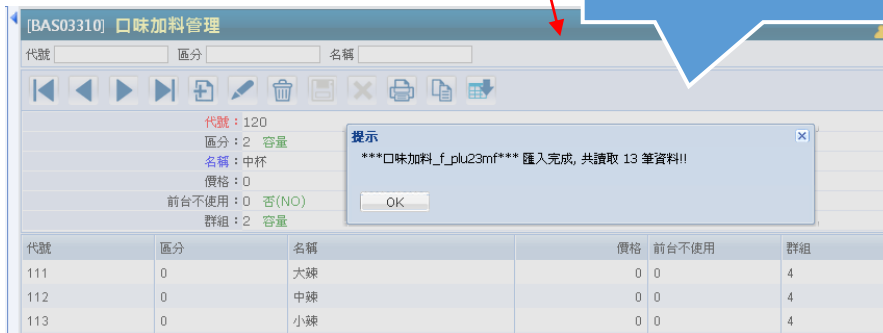 [BAS03310] 口味加料管理
代號 區分 名稱
代號：120
區分：2 容量
名稱：中杯
價格：0
前台不使用：0 否(NO)
群組：2 容量
提示
***口味加料_f_plu23mf*** 匯入完成, 共讀取 13 筆資料!!
OK
代號 區分 名稱 價格 前台不使用 群組
111 0 大辣 0 0 4
112 0 中辣 0 0 4
113 0 小辣 0 0 4